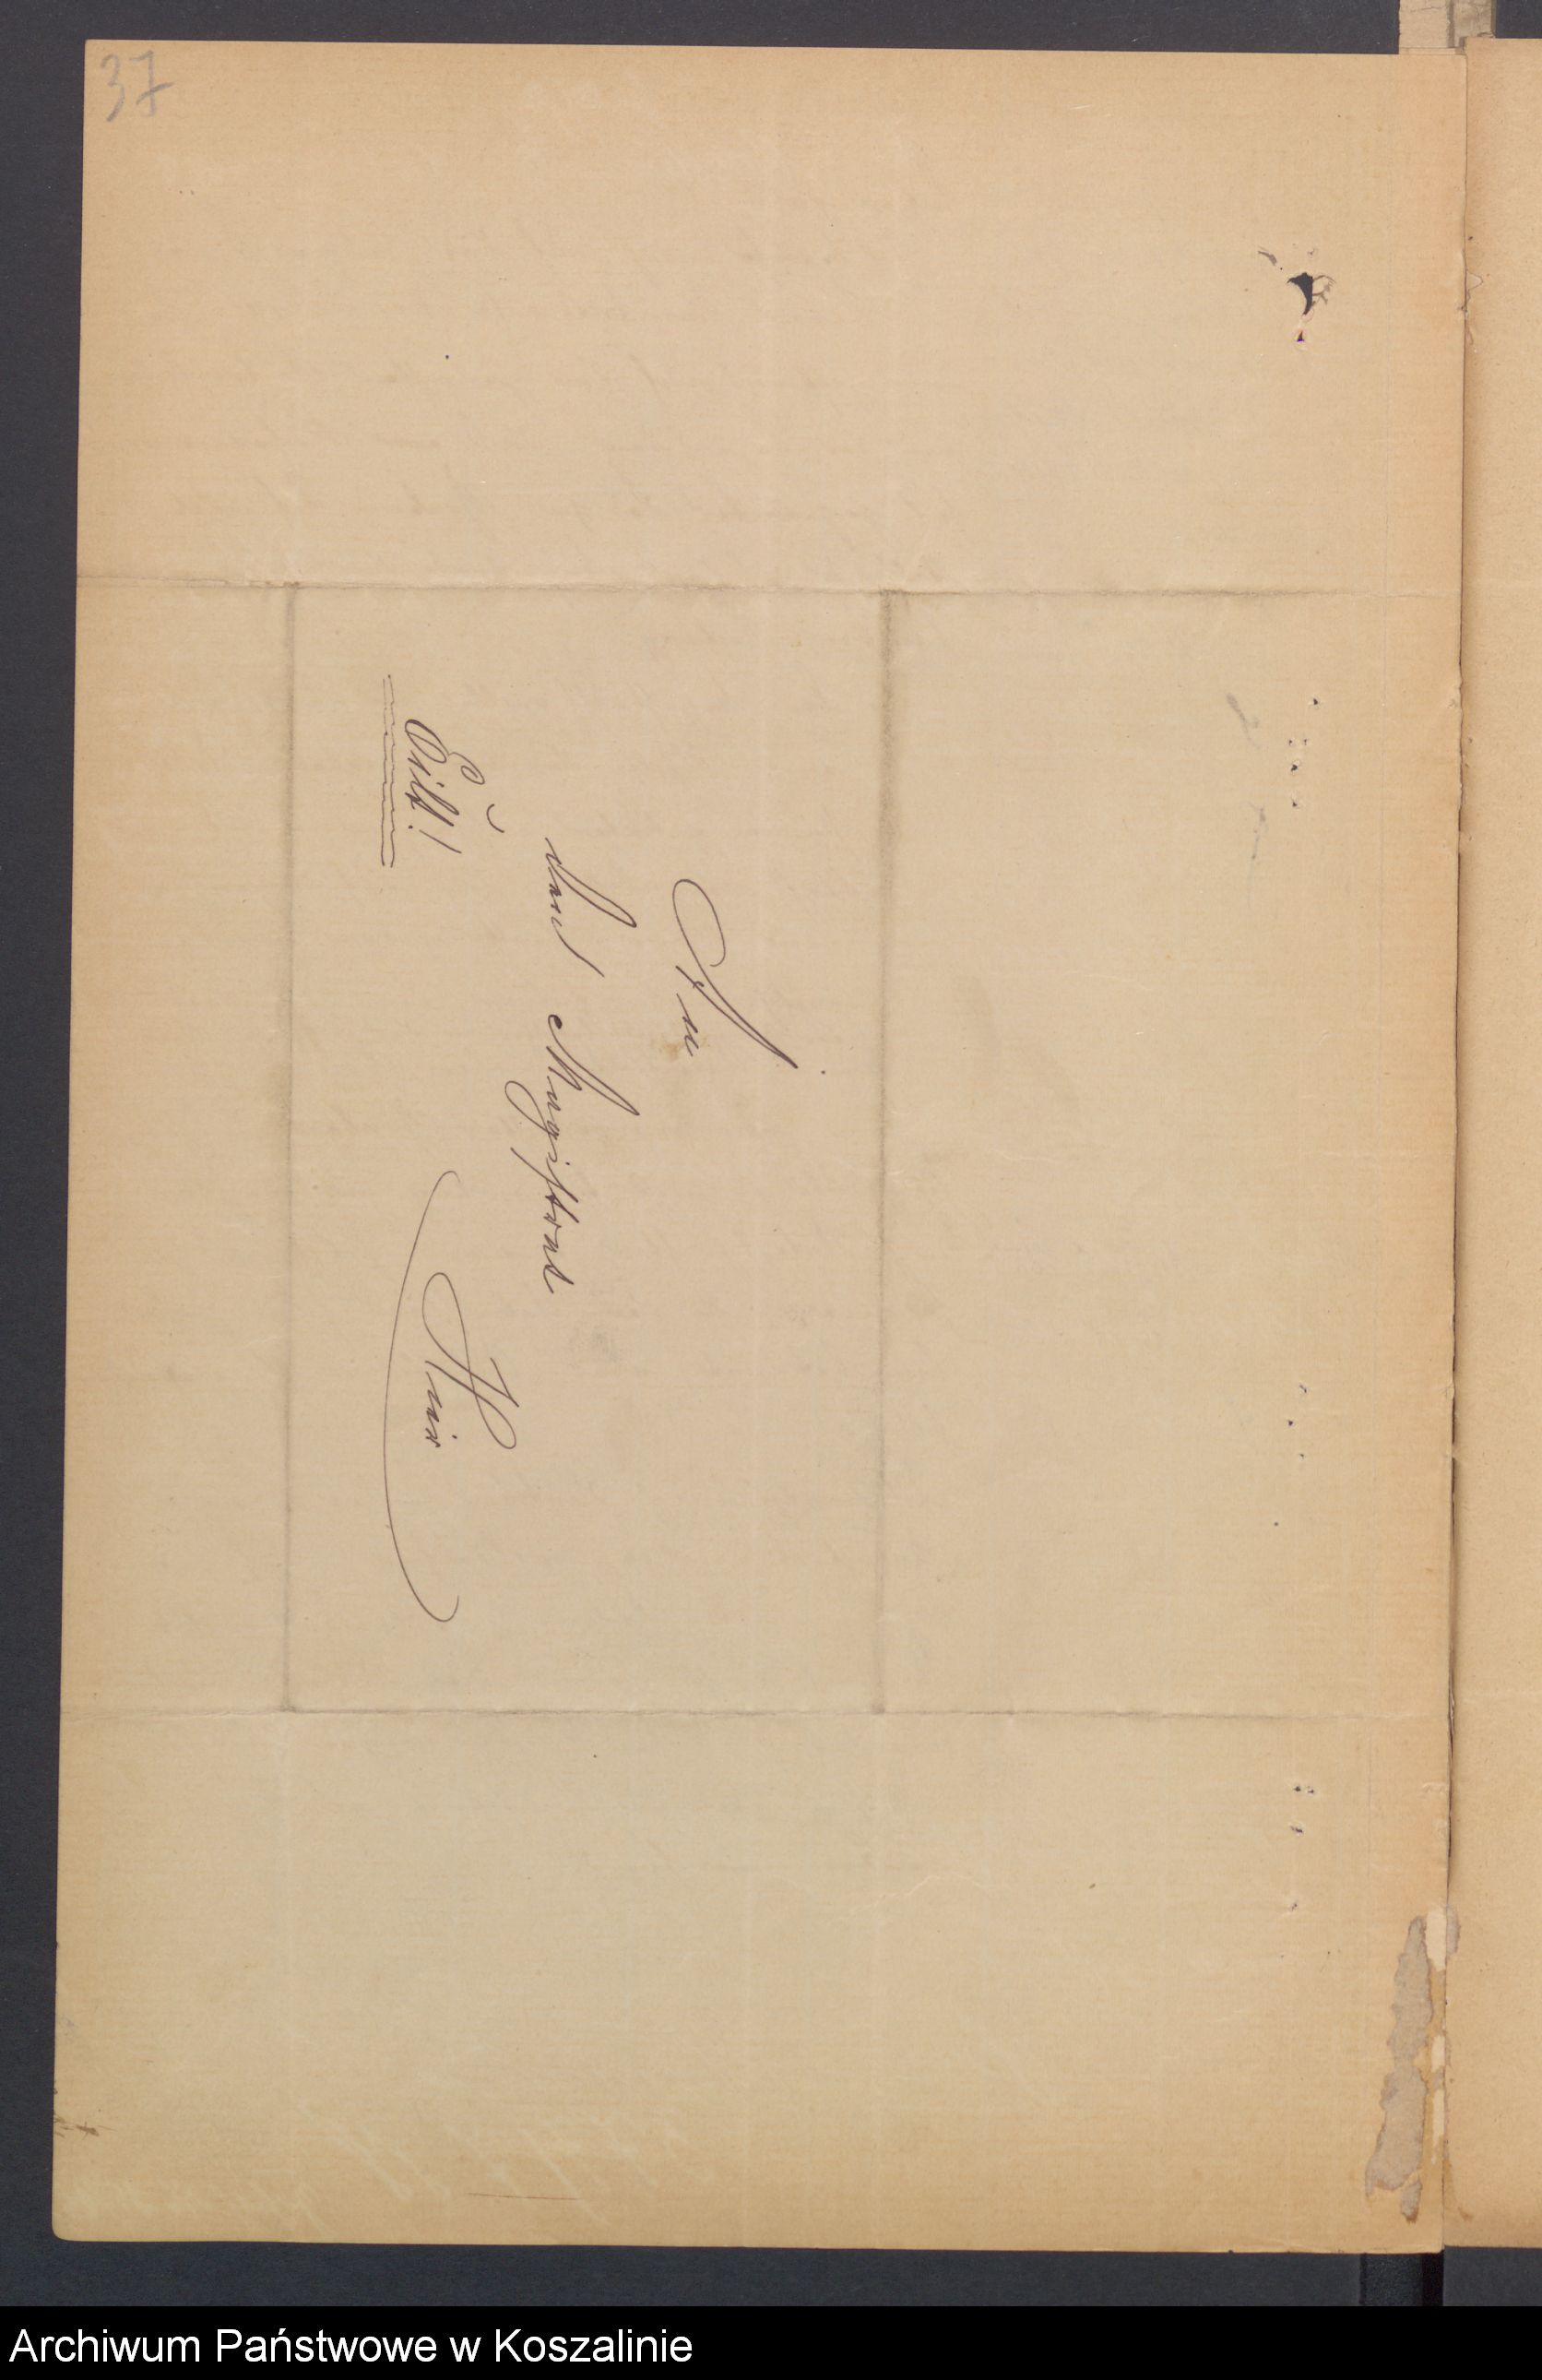 37
An
den Magistrat
Hier
Eilt!
Archiwum Państwowe w Koszalinie